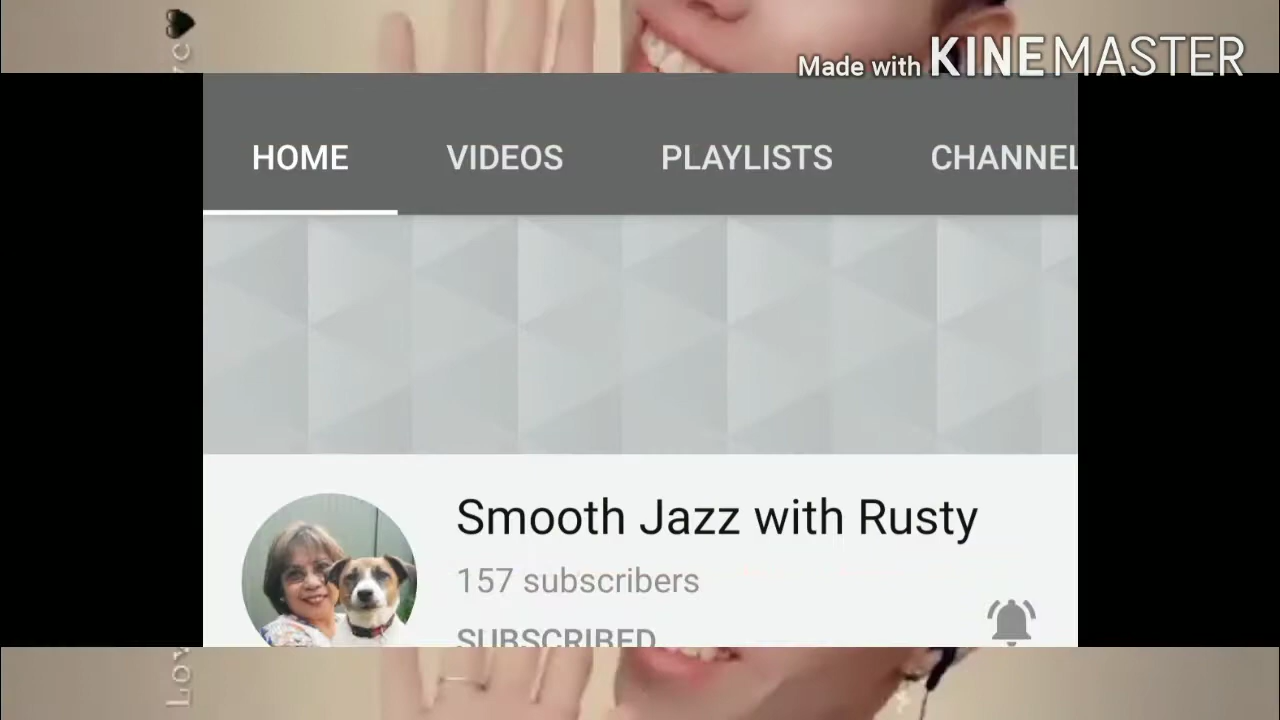 Made with KINEMASTER
HOME VIDEOS PLAYLISTS CHANNEL
Smooth Jazz with Rusty
157 subscribers
SUBSCRIBED